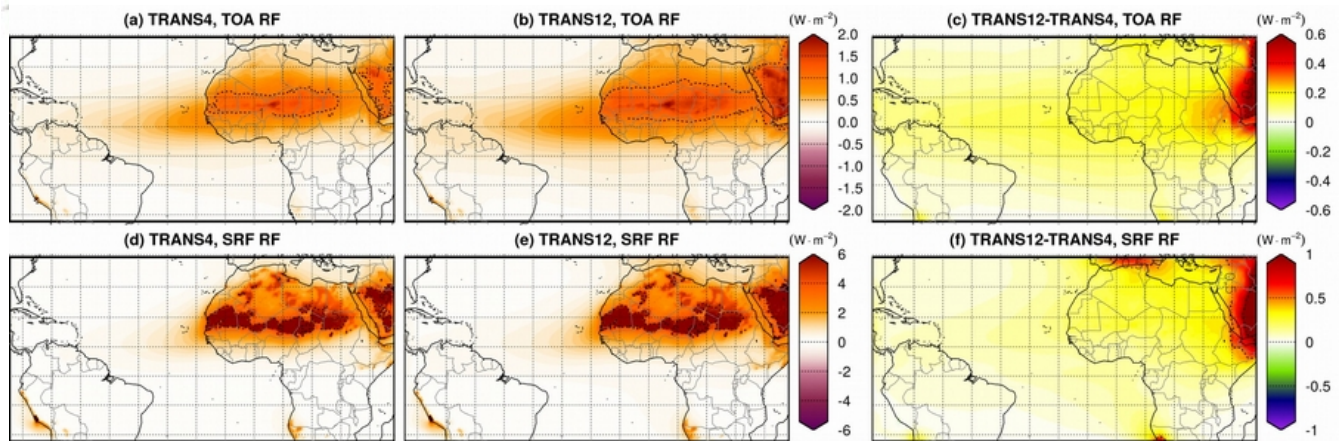 (a) TRANS4, TOA RF
(b) TRANS12, TOA RF
(W·m⁻²)
(c) TRANS12-TRANS4, TOA RF
(W·m⁻²)
2.0
1.5
1.0
0.5
0.0
-0.5
-1.0
-1.5
-2.0
0.6
0.4
0.2
0
-0.2
-0.4
-0.6
(d) TRANS4, SRF RF
(e) TRANS12, SRF RF
(W·m⁻²)
(f) TRANS12-TRANS4, SRF RF
(W·m⁻²)
6
4
2
0
-2
-4
-6
1
0.5
0
-0.5
-1